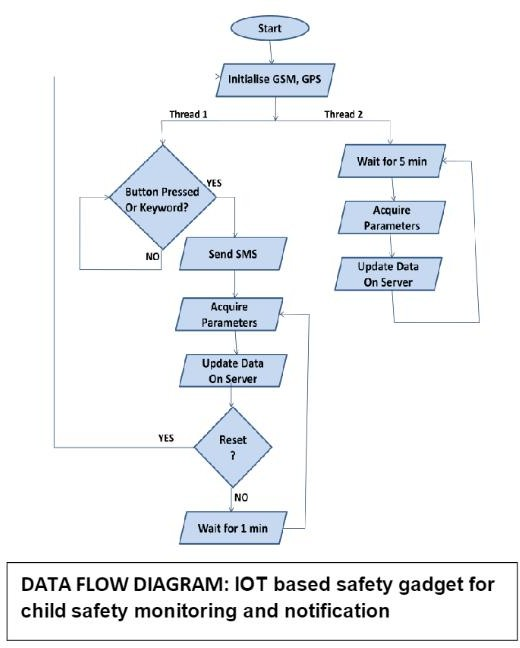 Start
Initialise GSM, GPS
Thread 1
Thread 2
Button Pressed
Or Keyword?
YES
NO
Send SMS
Acquire
Parameters
Update Data
On Server
Reset
?
YES
NO
Wait for 1 min
Wait for 5 min
Acquire
Parameters
Update Data
On Server
DATA FLOW DIAGRAM: IOT based safety gadget for
child safety monitoring and notification